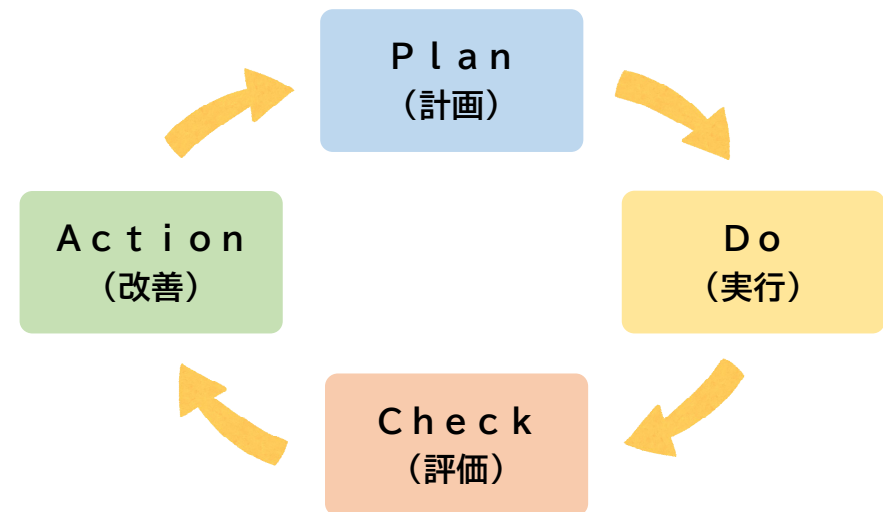 Ｐｌａｎ
（計画）
Ｄｏ
（実行）
Ｃｈｅｃｋ
（評価）
Ａｃｔｉｏｎ
（改善）